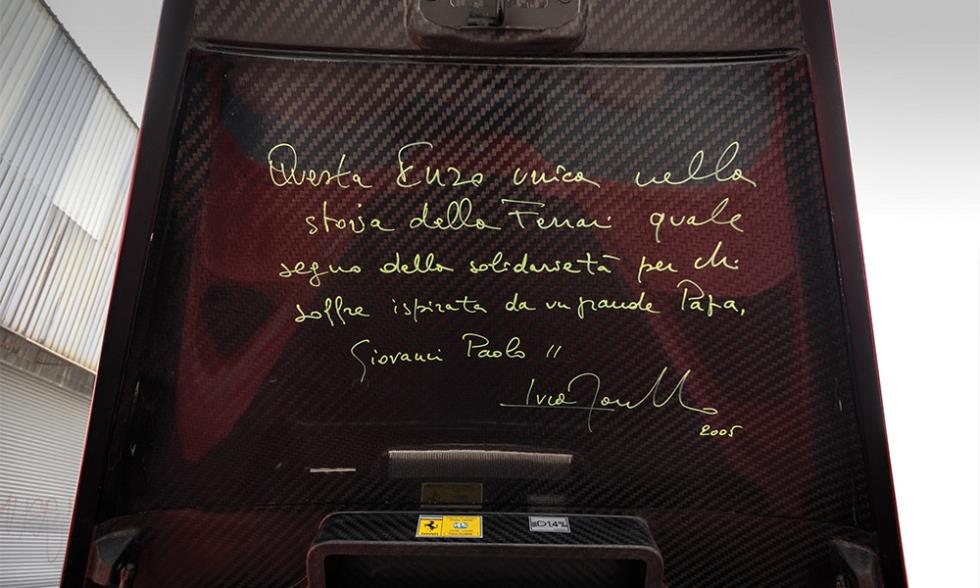 Questa Enzo unica nella
storia della Ferrari quale
segno della solidarietà per chi
soffre ispirata da un grande Papa,
Giovanni Paolo II
2005